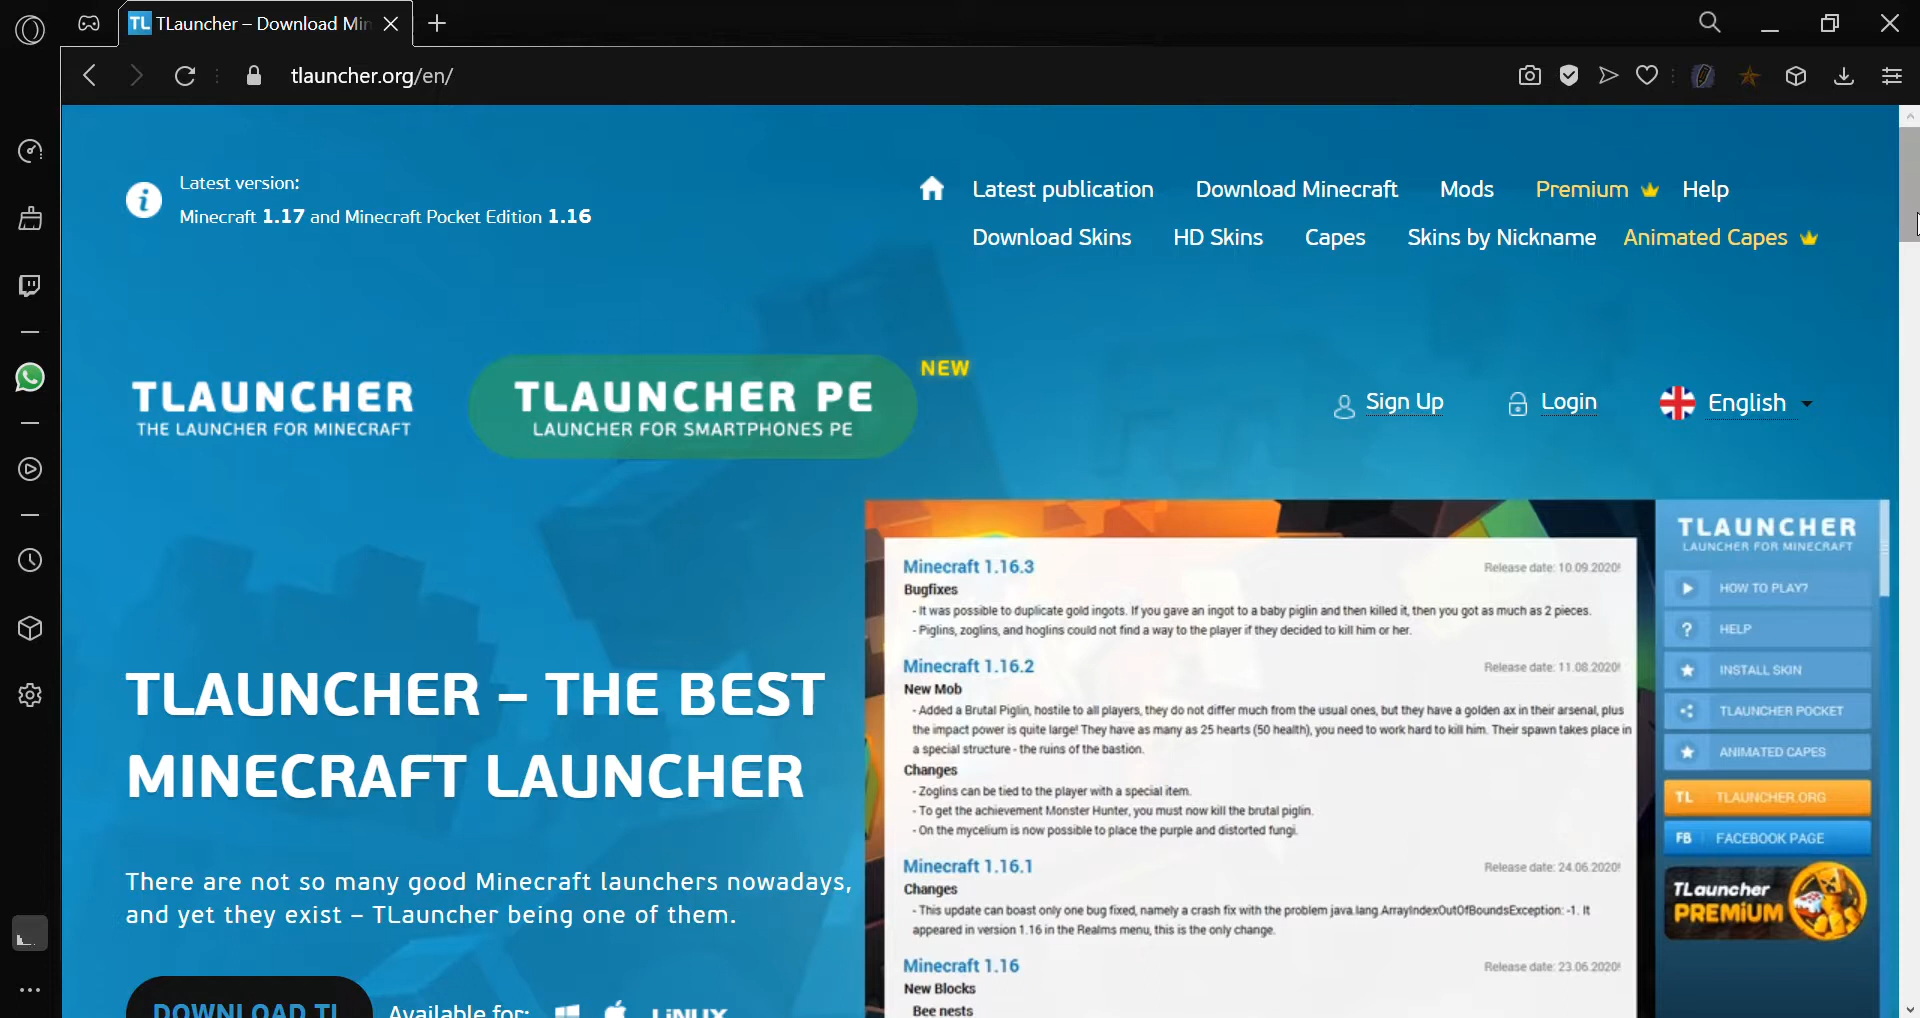 TL TLauncher – Download Min
tlauncher.org/en/
Latest version:
Minecraft 1.17 and Minecraft Pocket Edition 1.16
Latest publication Download Minecraft Mods Premium Help
Download Skins HD Skins Capes Skins by Nickname Animated Capes
TLAUNCHER
THE LAUNCHER FOR MINECRAFT
TLAUNCHER PE
LAUNCHER FOR SMARTPHONES PE
NEW
Sign Up Login English
TLAUNCHER – THE BEST
MINECRAFT LAUNCHER
There are not so many good Minecraft launchers nowadays,
and yet they exist – TLauncher being one of them.
DOWNLOAD TL Available for: LINUX
Minecraft 1.16.3 Release date: 10.09.2020!
Bugfixes
- It was possible to duplicate gold ingots. If you gave an ingot to a baby piglin and then killed it, then you got as much as 2 pieces.
- Piglins, zoglins, and hoglins could not find a way to the player if they decided to kill him or her.
Minecraft 1.16.2 Release date: 11.08.2020!
New Mob
- Added a Brutal Piglin, hostile to all players, they do not differ much from the usual ones, but they have a golden ax in their arsenal, plus
the impact power is quite large! They have as many as 25 hearts (50 health), you need to work hard to kill him. Their spawn takes place in
a special structure - the ruins of the bastion.
Changes
- Zoglins can be tied to the player with a special item.
- To get the achievement Monster Hunter, you must now kill the brutal piglin.
- On the mycelium is now possible to place the purple and distorted fungi.
Minecraft 1.16.1 Release date: 24.06.2020!
Changes
- This update can boast only one bug fixed, namely a crash fix with the problem java.lang.ArrayIndexOutOfBoundsException: -1. It
appeared in version 1.16 in the Realms menu, this is the only change.
Minecraft 1.16 Release date: 23.06.2020!
New Blocks
Bee nests
TLAUNCHER
LAUNCHER FOR MINECRAFT
HOW TO PLAY?
? HELP
INSTALL SKIN
TLAUNCHER POCKET
ANIMATED CAPES
TL TLAUNCHER.ORG
FB FACEBOOK PAGE
TLauncher
PREMIUM